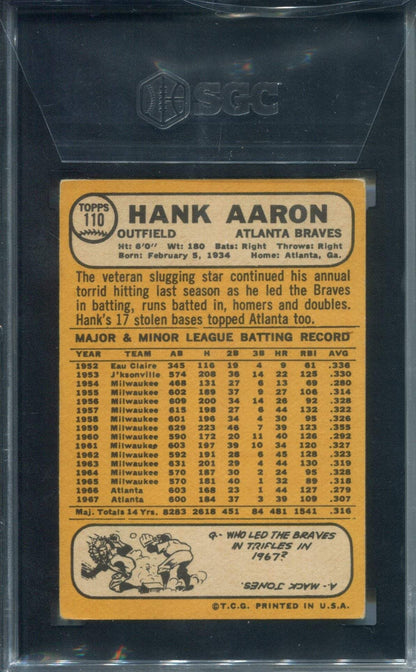 SGC
TOPPS
110
HANK AARON
OUTFIELD ATLANTA BRAVES
Ht: 6'0" Wt: 180 Bats: Right Throws: Right
Born: February 5, 1934 Home: Atlanta, Ga.
The veteran slugging star continued his annual
torrid hitting last season as he led the Braves
in batting, runs batted in, homers and doubles.
Hank's 17 stolen bases topped Atlanta too.
MAJOR & MINOR LEAGUE BATTING RECORD
YEAR TEAM AB H 2B 3B HR RBI AVG
1952 Eau Claire 345 116 19 4 9 61 .336
1953 J'ksonville 574 208 36 14 22 125 .330
1954 Milwaukee 468 131 27 6 13 69 .280
1955 Milwaukee 602 189 37 9 27 106 .314
1956 Milwaukee 609 200 34 14 26 92 .328
1957 Milwaukee 615 198 27 6 44 132 .322
1958 Milwaukee 601 196 34 4 30 95 .326
1959 Milwaukee 629 223 46 7 39 123 .355
1960 Milwaukee 590 172 20 11 40 126 .292
1961 Milwaukee 603 197 39 10 34 120 .327
1962 Milwaukee 592 191 28 6 45 128 .323
1963 Milwaukee 631 201 29 4 44 130 .319
1964 Milwaukee 570 187 30 2 24 95 .328
1965 Milwaukee 570 181 40 1 32 89 .318
1966 Atlanta 603 168 23 1 44 127 .279
1967 Atlanta 600 184 37 3 39 109 .307
Maj. Totals 14 Yrs. 8283 2618 451 84 481 1541 .316
Q- WHO LED THE BRAVES
IN TRIPLES IN
1967?
A- MACK JONES.
©T.C.G. PRINTED IN U.S.A.